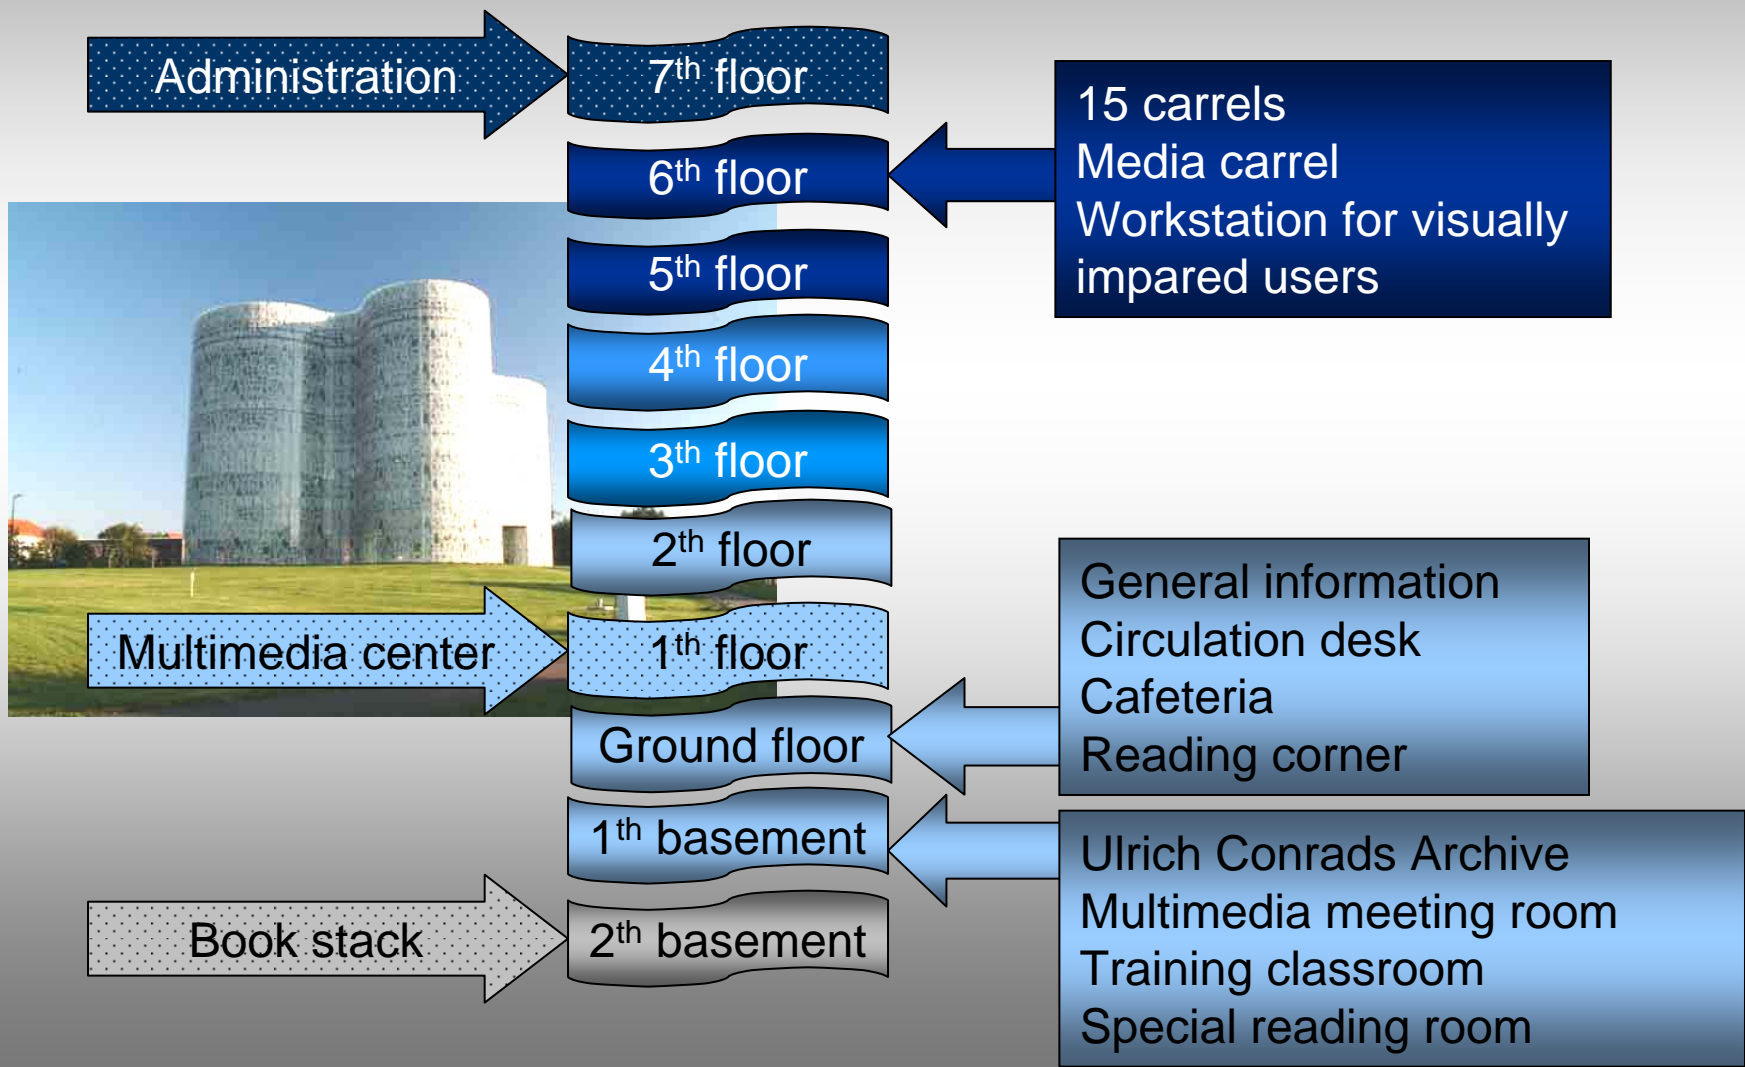 Administration
7th floor
6th floor
15 carrels
Media carrel
Workstation for visually
impared users
5th floor
4th floor
3th floor
2th floor
Multimedia center
1th floor
Ground floor
General information
Circulation desk
Cafeteria
Reading corner
1th basement
Ulrich Conrads Archive
Multimedia meeting room
Training classroom
Special reading room
Book stack
2th basement